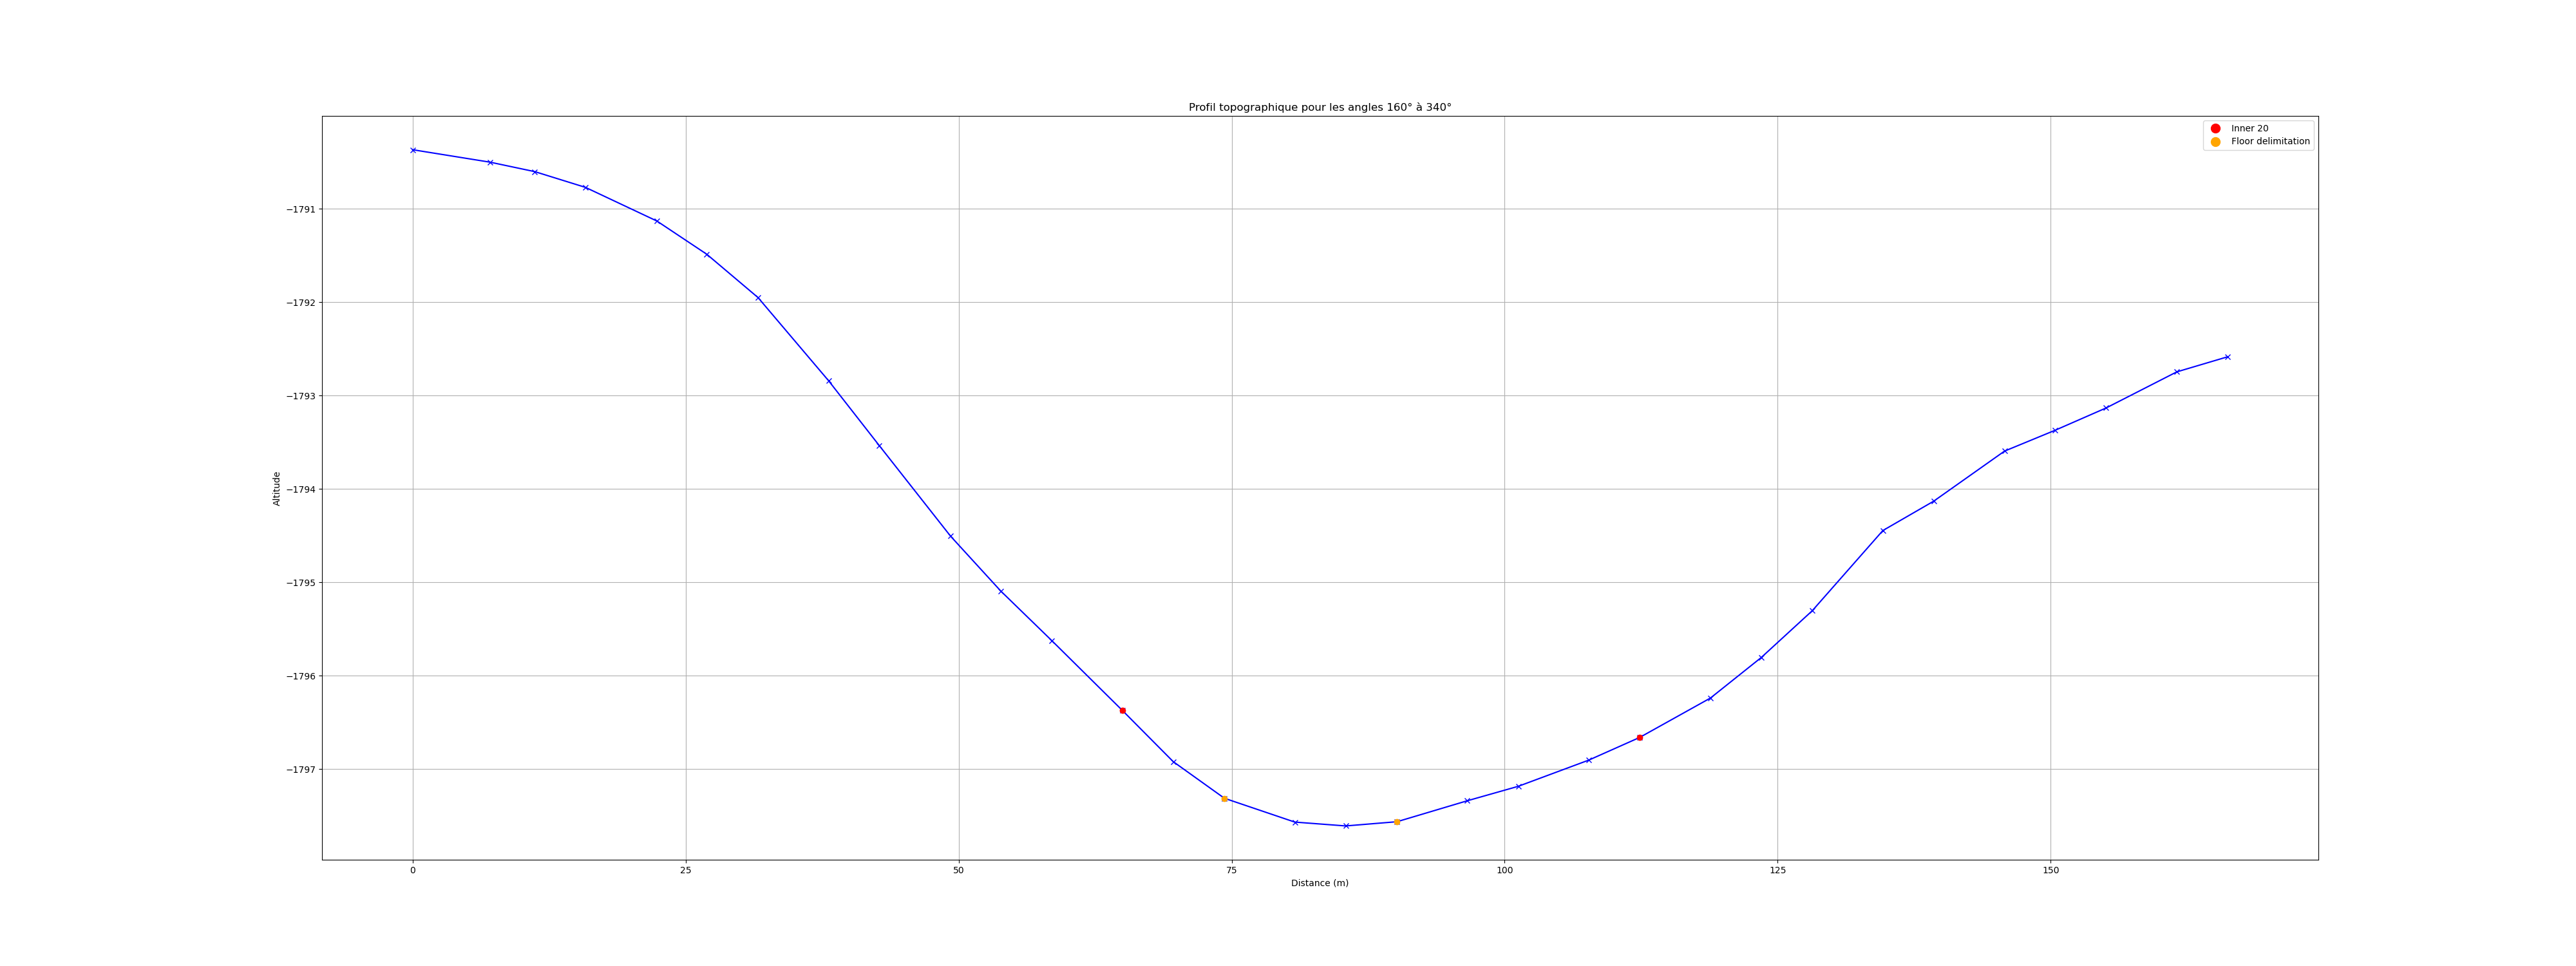 Profil topographique pour les angles 160° à 340°
Inner 20
Floor delimitation
−1791
−1792
−1793
−1794
−1795
−1796
−1797
Altitude
0 25 50 75 100 125 150
Distance (m)